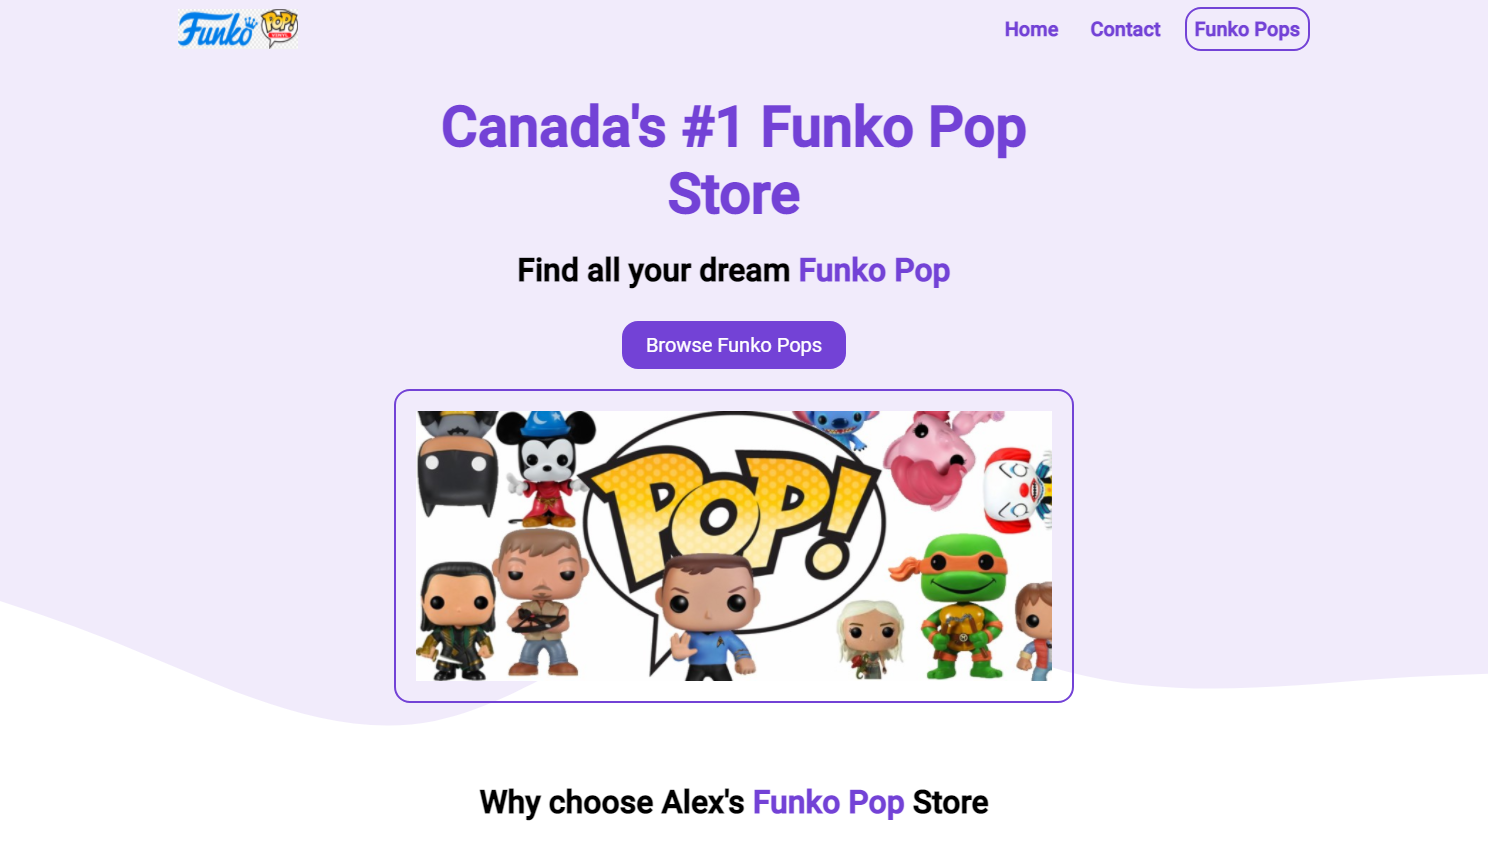 Funko POP! VINYL
Home Contact Funko Pops
Canada's #1 Funko Pop
Store
Find all your dream Funko Pop
Browse Funko Pops
POP!
Why choose Alex's Funko Pop Store